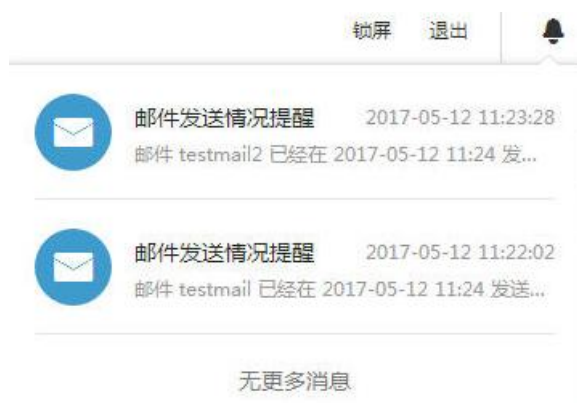 锁屏 退出
邮件发送情况提醒 2017-05-12 11:23:28
邮件 testmail2 已经在 2017-05-12 11:24 发...
邮件发送情况提醒 2017-05-12 11:22:02
邮件 testmail 已经在 2017-05-12 11:24 发送...
无更多消息